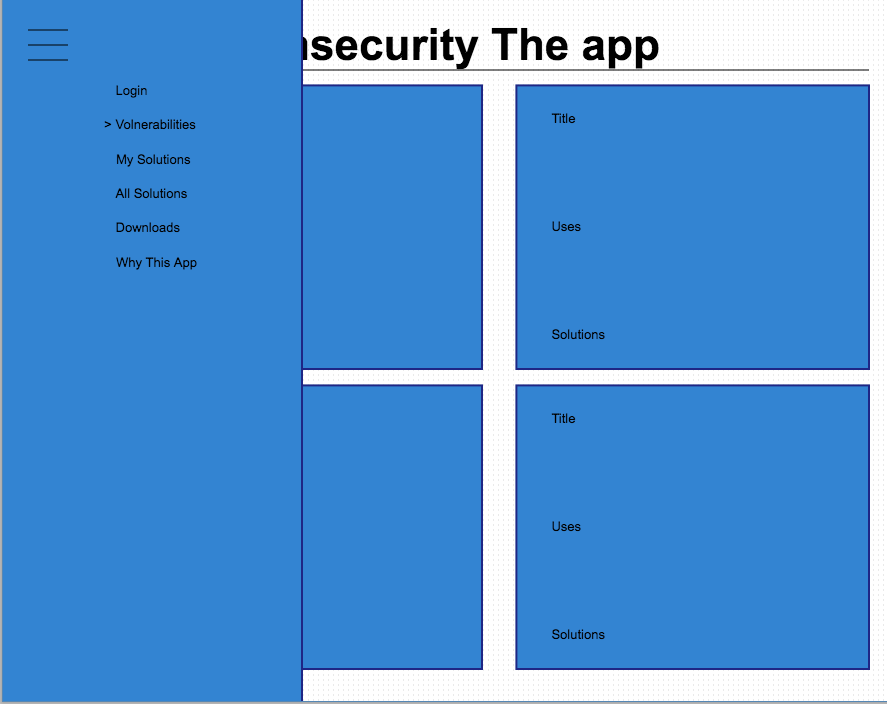 nsecurity The app
Login
> Volnerabilities
My Solutions
All Solutions
Downloads
Why This App
Title
Uses
Solutions
Title
Uses
Solutions